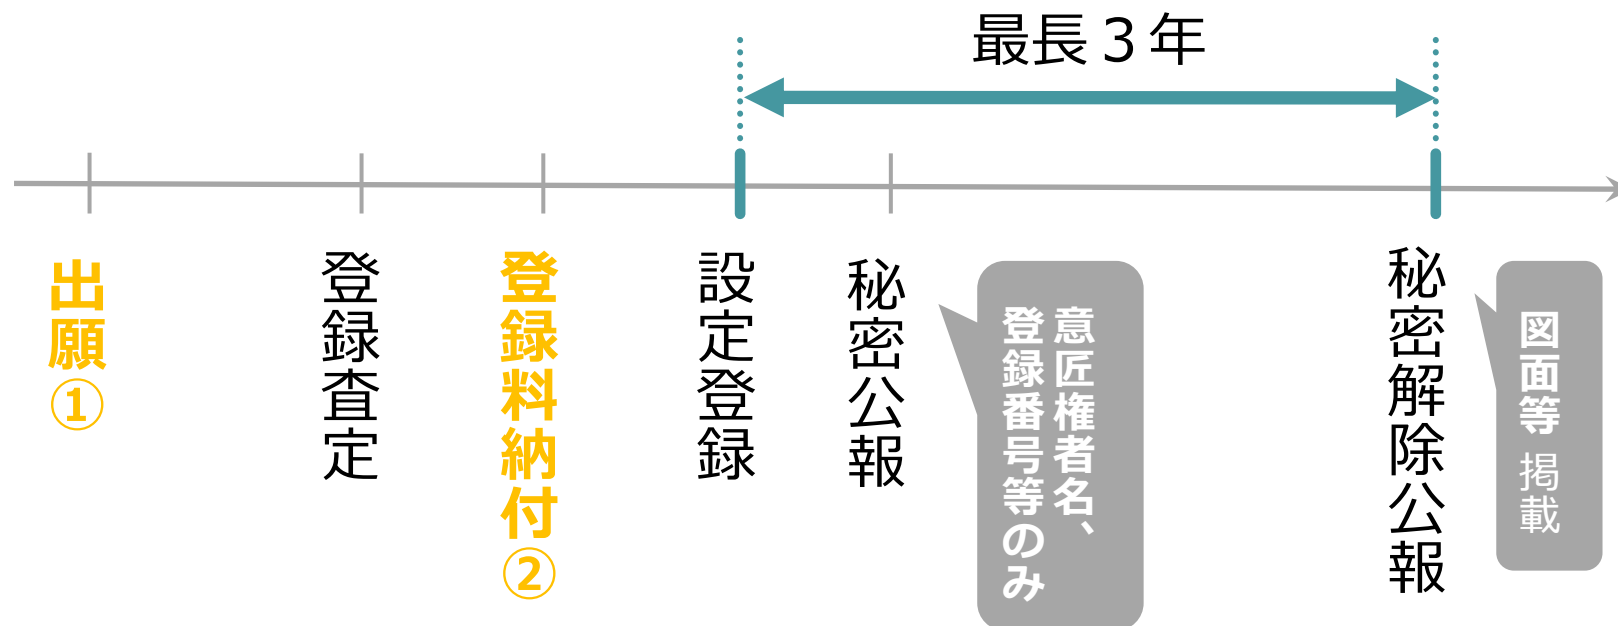 最長３年
出願①
登録査定
登録料納付②
設定登録
秘密公報
意匠権者名、
登録番号等のみ
秘密解除公報
図面等 掲載